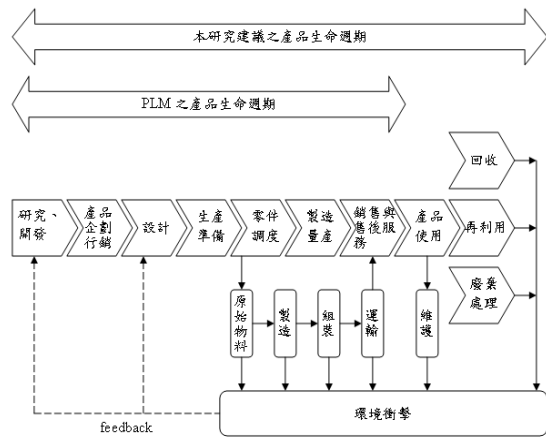 本研究建議之產品生命週期
PLM 之產品生命週期
回收
研究、
開發
產品
企劃
行銷
設計
生產
準備
零件
調度
製造
量產
銷售與
售後服
務
產品
使用
再利用
廢棄
處理
原始物料
製造
組裝
運輸
維護
環境衝擊
feedback